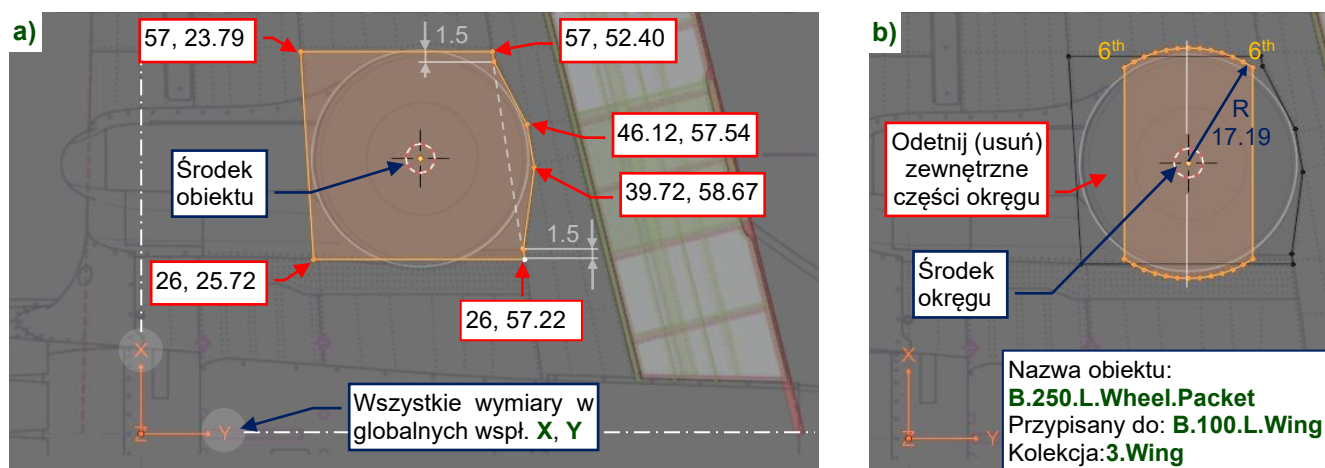 a)
57, 23.79
1.5
57, 52.40
46.12, 57.54
Środek
obiektu
39.72, 58.67
1.5
26, 25.72
26, 57.22
X
Wszystkie wymiary w
globalnych wspł. X, Y
Z
Y
b)
6th
6th
R
17.19
Odetnij (usuń)
zewnętrzne
części okręgu
Środek
okręgu
X
Nazwa obiektu:
B.250.L.Wheel.Packet
Przypisany do: B.100.L.Wing
Kolekcja:3.Wing
Z
Y